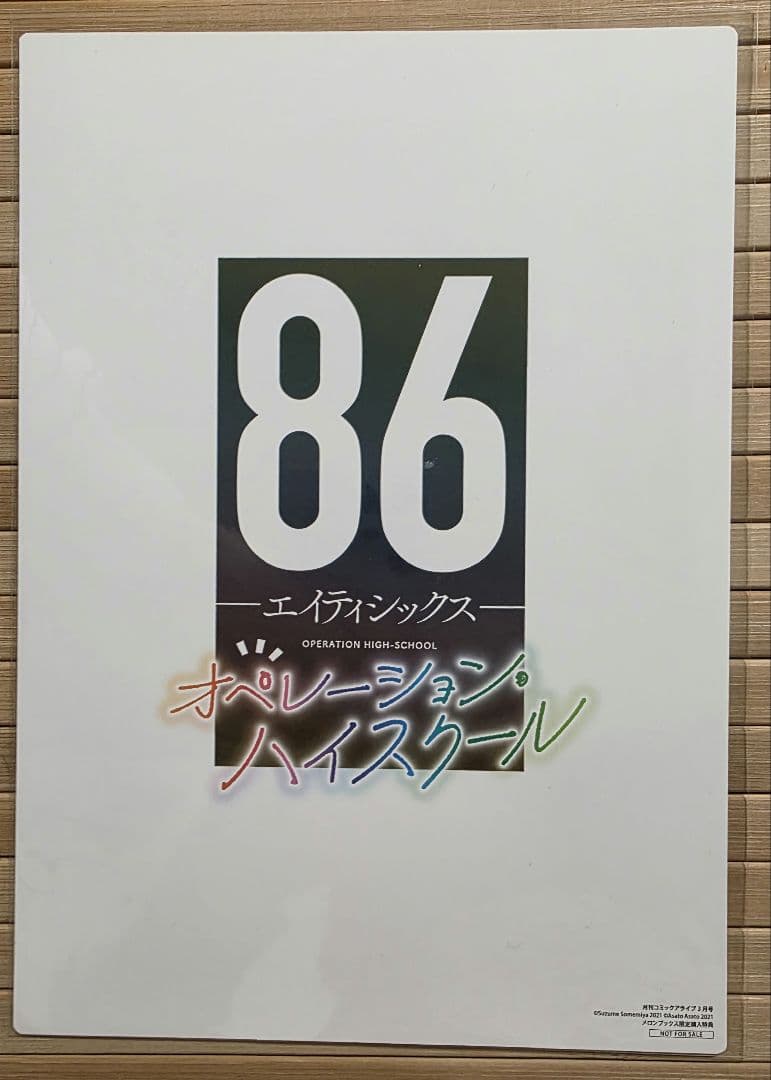 86
―エイティシックス―
OPERATION HIGH-SCHOOL
オペレーション・
ハイスクール
月刊コミックアライブ3月号
©Suzume Somemiya 2021 ©Asato Asato 2021
メロンブックス限定購入特典
NOT FOR SALE